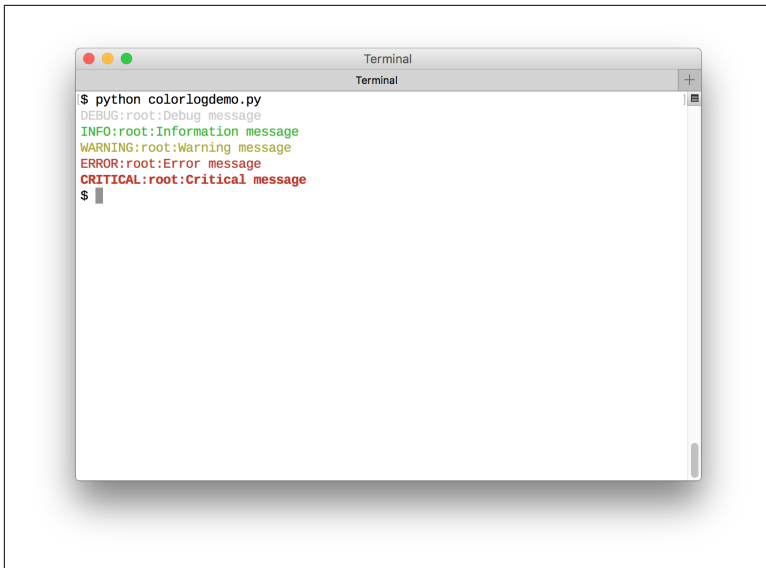 Terminal
Terminal
$ python colorlogdemo.py
DEBUG:root:Debug message
INFO:root:Information message
WARNING:root:Warning message
ERROR:root:Error message
CRITICAL:root:Critical message
$